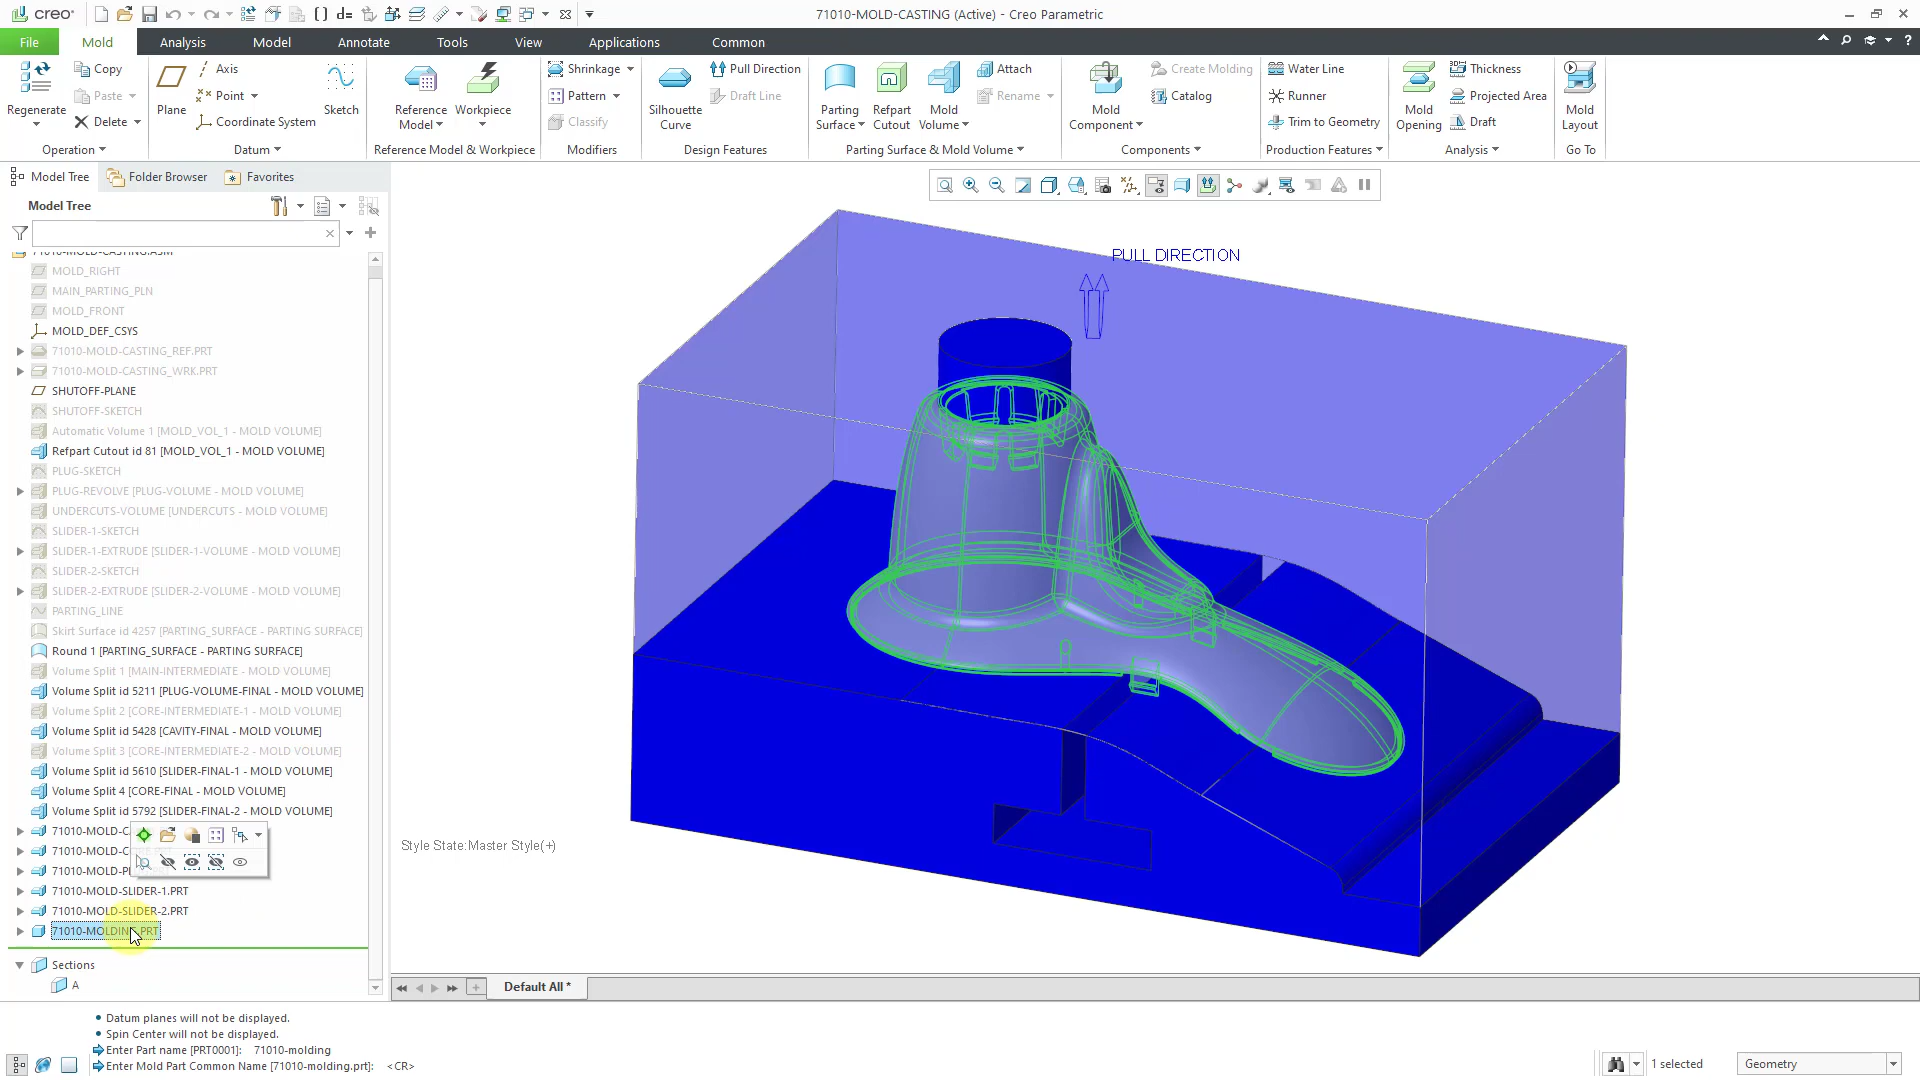 creo
71010-MOLD-CASTING (Active) - Creo Parametric
File
Mold
Analysis
Model
Annotate
Tools
View
Applications
Common
Regenerate
Copy
Paste
Delete
Operation
Plane
Axis
Point
Coordinate System
Sketch
Datum
Reference Model
Workpiece
Reference Model & Workpiece
Shrinkage
Pattern
Classify
Modifiers
Silhouette Curve
Pull Direction
Draft Line
Design Features
Parting Surface
Refpart Cutout
Mold Volume
Attach
Rename
Parting Surface & Mold Volume
Mold Component
Create Molding
Catalog
Components
Water Line
Runner
Trim to Geometry
Production Features
Mold Opening
Thickness
Projected Area
Draft
Analysis
Mold Layout
Go To
Model Tree
Folder Browser
Favorites
Model Tree
71010-MOLD-CASTING.ASM
MOLD_RIGHT
MAIN_PARTING_PLN
MOLD_FRONT
MOLD_DEF_CSYS
71010-MOLD-CASTING_REF.PRT
71010-MOLD-CASTING_WRK.PRT
SHUTOFF-PLANE
SHUTOFF-SKETCH
Automatic Volume 1 [MOLD_VOL_1 - MOLD VOLUME]
Refpart Cutout id 81 [MOLD_VOL_1 - MOLD VOLUME]
PLUG-SKETCH
PLUG-REVOLVE [PLUG-VOLUME - MOLD VOLUME]
UNDERCUTS-VOLUME [UNDERCUTS - MOLD VOLUME]
SLIDER-1-SKETCH
SLIDER-1-EXTRUDE [SLIDER-1-VOLUME - MOLD VOLUME]
SLIDER-2-SKETCH
SLIDER-2-EXTRUDE [SLIDER-2-VOLUME - MOLD VOLUME]
PARTING_LINE
Skirt Surface id 4257 [PARTING_SURFACE - PARTING SURFACE]
Round 1 [PARTING_SURFACE - PARTING SURFACE]
Volume Split 1 [MAIN-INTERMEDIATE - MOLD VOLUME]
Volume Split id 5211 [PLUG-VOLUME-FINAL - MOLD VOLUME]
Volume Split 2 [CORE-INTERMEDIATE-1 - MOLD VOLUME]
Volume Split id 5428 [CAVITY-FINAL - MOLD VOLUME]
Volume Split 3 [CORE-INTERMEDIATE-2 - MOLD VOLUME]
Volume Split id 5610 [SLIDER-FINAL-1 - MOLD VOLUME]
Volume Split 4 [CORE-FINAL - MOLD VOLUME]
Volume Split id 5792 [SLIDER-FINAL-2 - MOLD VOLUME]
71010-MOLD-C
71010-MOLD-C
71010-MOLD-P
71010-MOLD-SLIDER-1.PRT
71010-MOLD-SLIDER-2.PRT
71010-MOLDING.PRT
Sections
A
PULL DIRECTION
Style State:Master Style(+)
Default All *
• Datum planes will not be displayed.
• Spin Center will not be displayed.
Enter Part name [PRT0001]: 71010-molding
Enter Mold Part Common Name [71010-molding.prt]: <CR>
1 selected
Geometry